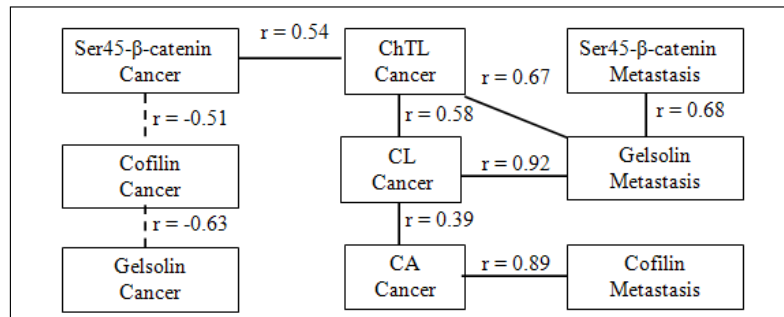 Ser45-β-catenin
Cancer
r = 0.54
ChTL
Cancer
r = 0.67
Ser45-β-catenin
Metastasis
r = -0.51
r = 0.58
r = 0.68
Cofilin
Cancer
CL
Cancer
r = 0.92
Gelsolin
Metastasis
r = -0.63
r = 0.39
Gelsolin
Cancer
CA
Cancer
r = 0.89
Cofilin
Metastasis